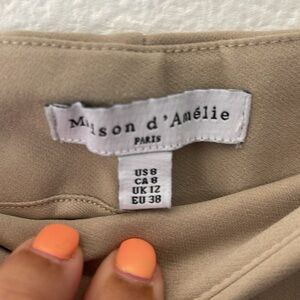 Maison d'Amélie
PARIS
US 8
CA 8
UK 12
EU 38